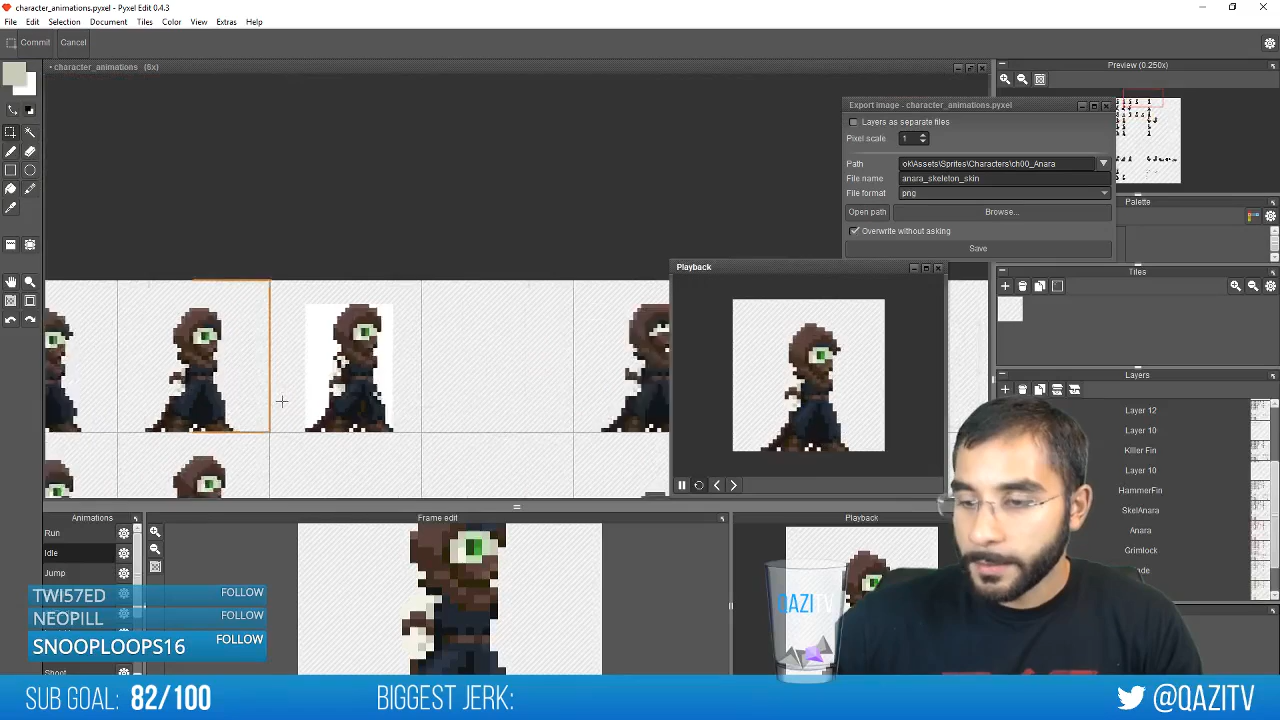 character_animations.pyxel - Pyxel Edit 0.4.3
File Edit Selection Document Tiles Color View Extras Help
Commit Cancel
• character_animations (6x)
Preview (0.250x)
Export image - character_animations.pyxel
Layers as separate files
Pixel scale 1
Path ok\Assets\Sprites\Characters\ch00_Anara
File name anara_skeleton_skin
File format png
Open path Browse...
Overwrite without asking
Save
Palette
Playback
Tiles
Layers
Layer 12
Layer 10
Killer Fin
Layer 10
HammerFin
SkelAnara
Anara
Grimlock
Animations
Frame edit
Playback
Run
Idle
Jump
Shoot
TWI57ED FOLLOW
NEOPILL FOLLOW
SNOOPLOOPS16 FOLLOW
QAZITV
SUB GOAL: 82/100
BIGGEST JERK:
@QAZITV